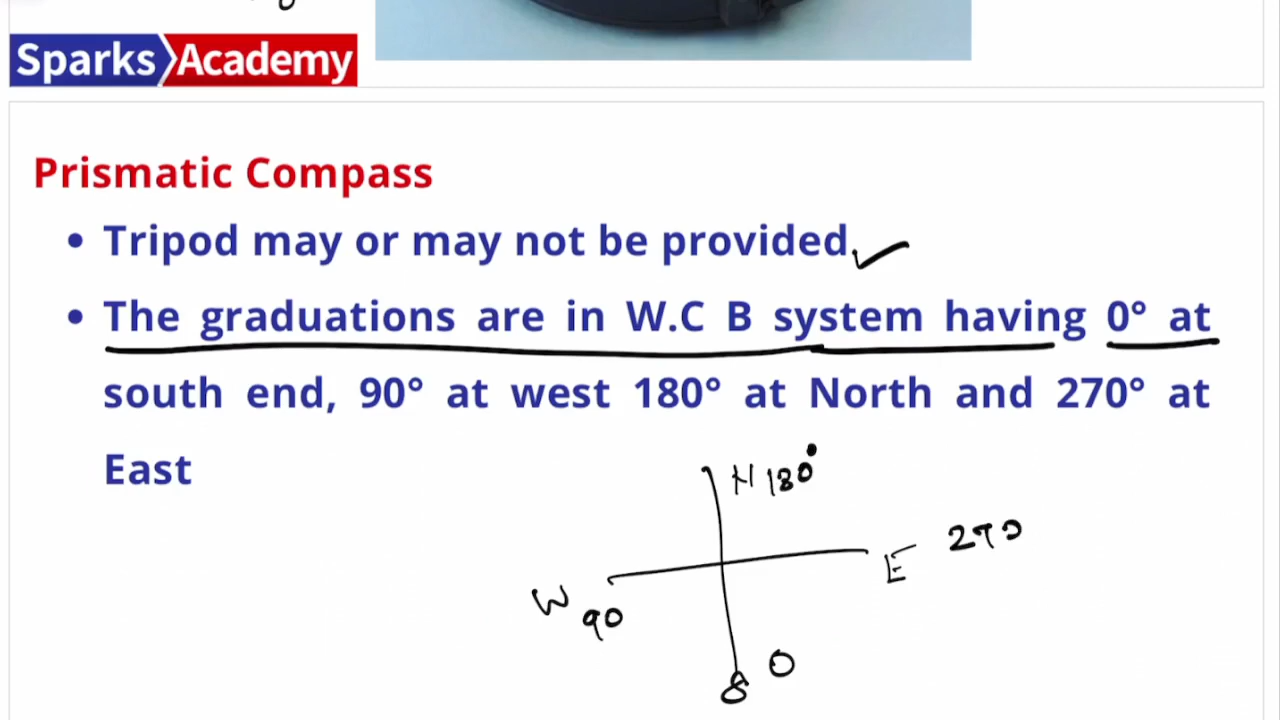 Sparks Academy
Prismatic Compass
• Tripod may or may not be provided.
• The graduations are in W.C B system having 0° at
south end, 90° at west 180° at North and 270° at
East
N 180°
E 270
W 90
S 0